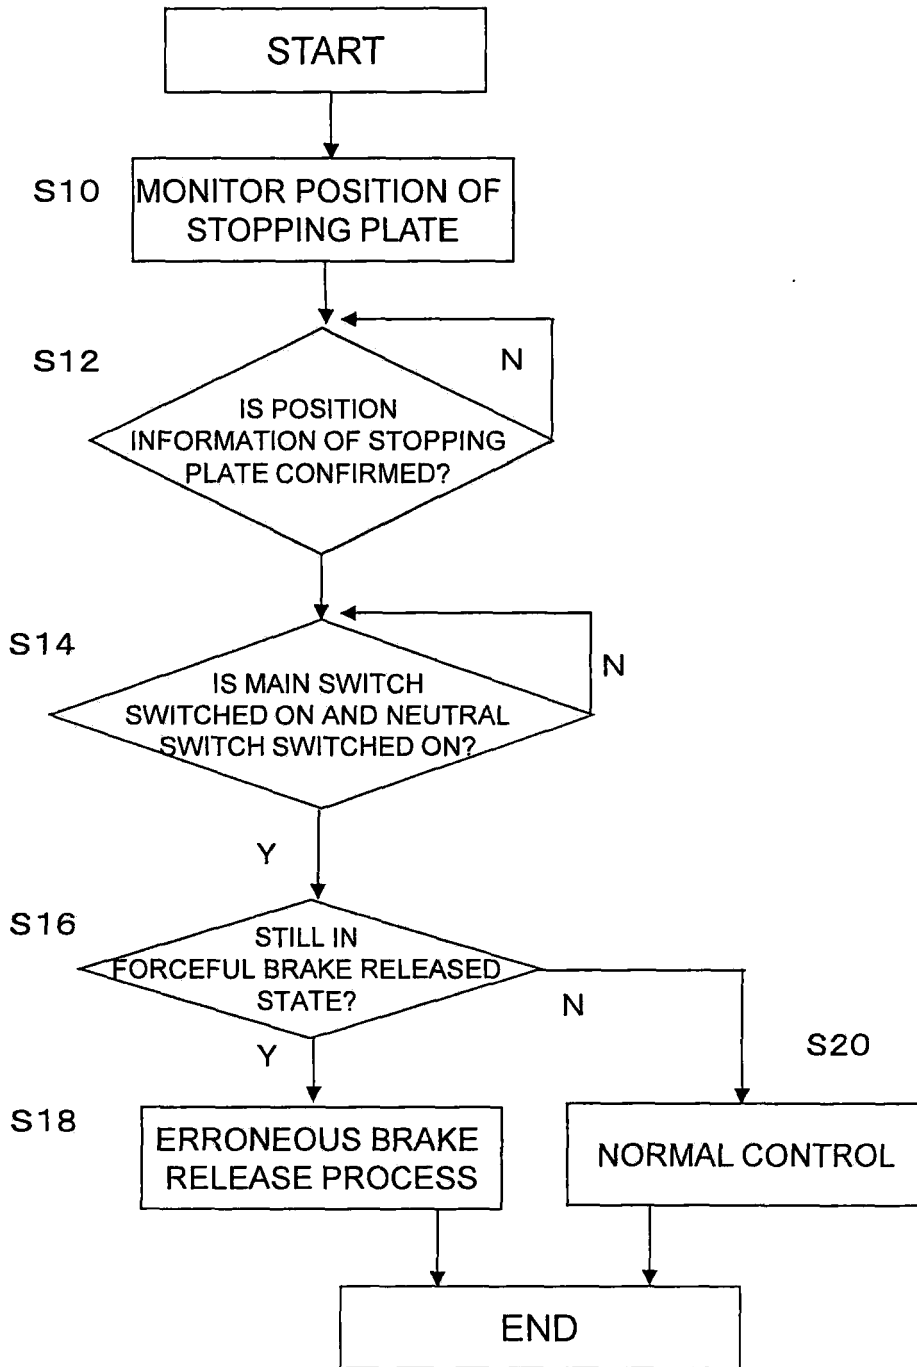 START
S10
MONITOR POSITION OF
STOPPING PLATE
S12
N
IS POSITION
INFORMATION OF STOPPING
PLATE CONFIRMED?
S14
N
IS MAIN SWITCH
SWITCHED ON AND NEUTRAL
SWITCH SWITCHED ON?
Y
S16
STILL IN
FORCEFUL BRAKE RELEASED
STATE?
N
Y
S20
S18
ERRONEOUS BRAKE
RELEASE PROCESS
NORMAL CONTROL
END